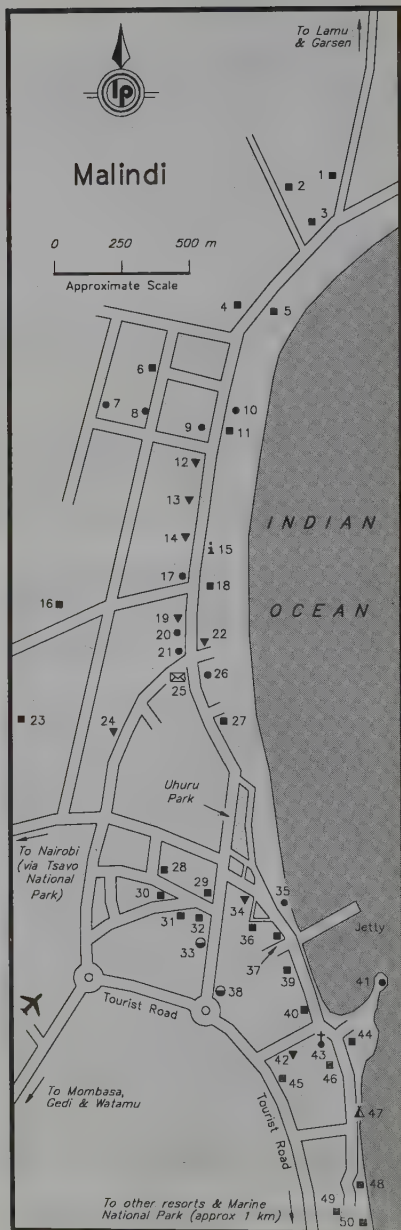 To Lamu
& Garsen
lp
Malindi
0 250 500 m
Approximate Scale
1
2
3
4
5
6
7
8
9
10
11
12
13
14
15
INDIAN
OCEAN
16
17
18
19
20
21
22
23
24
25
26
27
Uhuru
Park
To Nairobi
(via Tsavo
National
Park)
28
29
30
31
32
33
34
35
36
37
Jetly
38
39
40
41
Tourist Road
42
43
44
45
46
47
Tourist Road
To Mombasa,
Gedi & Watamu
48
49
50
To other resorts & Marine
National Park (approx 1 km)